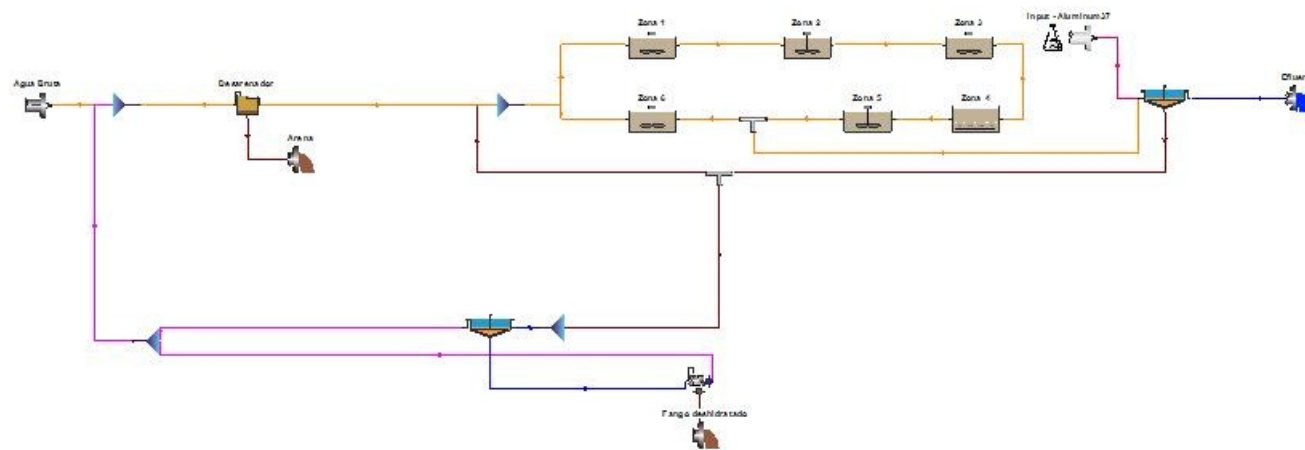 Zona 1
Zona 2
Zona 3
Input - Aluminum37
Agua Bruta
Desarenador
Efluen
Zona 6
Zona 5
Zona 4
Arena
Fango deshidratado